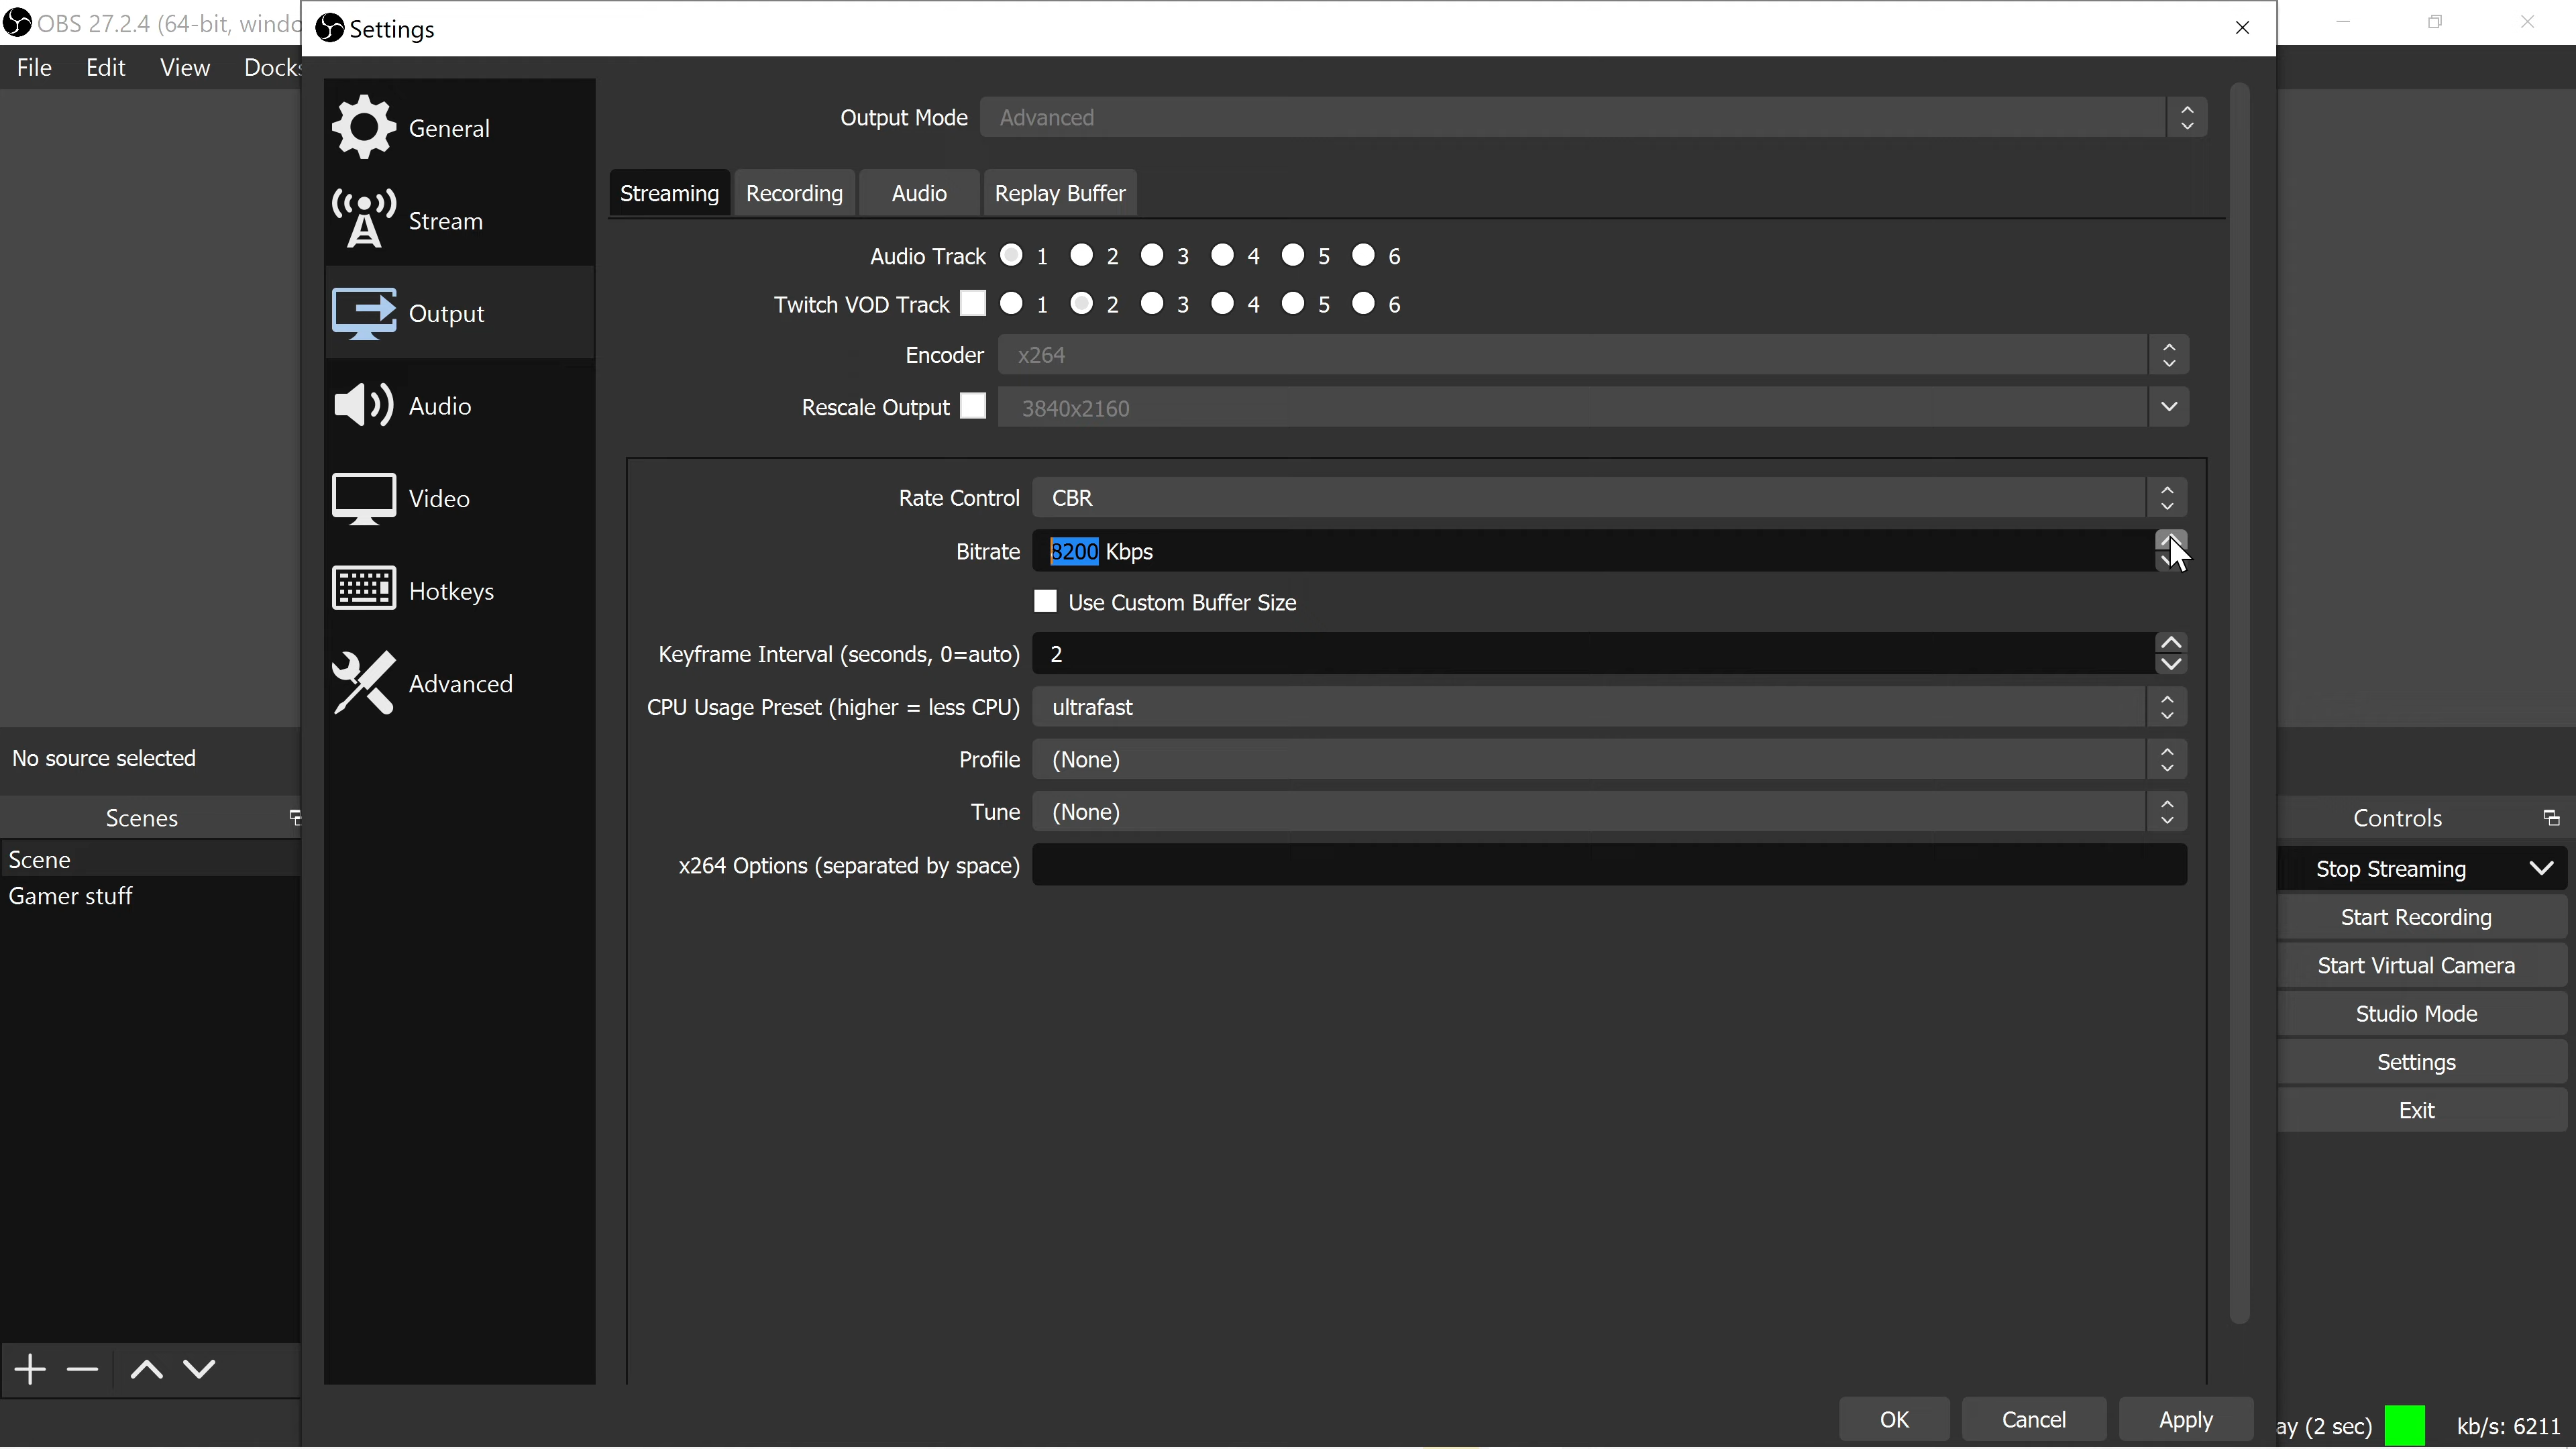 OBS 27.2.4 (64-bit, windo
Settings
File Edit View Docks
General
Stream
Output
Audio
Video
Hotkeys
Advanced
Output Mode Advanced
Streaming Recording Audio Replay Buffer
Audio Track 1 2 3 4 5 6
Twitch VOD Track 1 2 3 4 5 6
Encoder x264
Rescale Output 3840x2160
Rate Control CBR
Bitrate 8200 Kbps
Use Custom Buffer Size
Keyframe Interval (seconds, 0=auto) 2
CPU Usage Preset (higher = less CPU) ultrafast
Profile (None)
Tune (None)
x264 Options (separated by space)
No source selected
Scenes
Scene
Gamer stuff
Controls
Stop Streaming
Start Recording
Start Virtual Camera
Studio Mode
Settings
Exit
OK Cancel Apply
ay (2 sec) kb/s: 6211